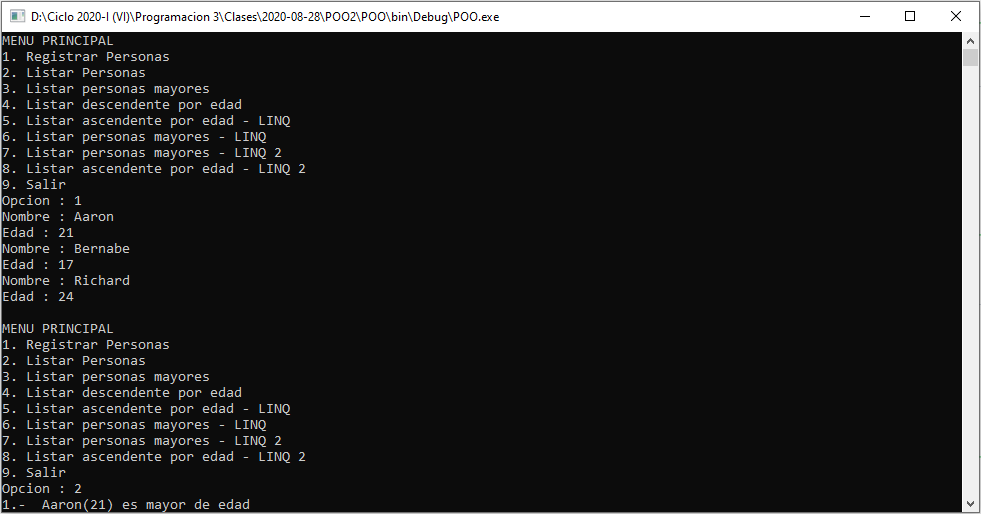 D:\Ciclo 2020-I (VI)\Programacion 3\Clases\2020-08-28\POO2\POO\bin\Debug\POO.exe
MENU PRINCIPAL
1. Registrar Personas
2. Listar Personas
3. Listar personas mayores
4. Listar descendente por edad
5. Listar ascendente por edad - LINQ
6. Listar personas mayores - LINQ
7. Listar personas mayores - LINQ 2
8. Listar ascendente por edad - LINQ 2
9. Salir
Opcion : 1
Nombre : Aaron
Edad : 21
Nombre : Bernabe
Edad : 17
Nombre : Richard
Edad : 24
MENU PRINCIPAL
1. Registrar Personas
2. Listar Personas
3. Listar personas mayores
4. Listar descendente por edad
5. Listar ascendente por edad - LINQ
6. Listar personas mayores - LINQ
7. Listar personas mayores - LINQ 2
8. Listar ascendente por edad - LINQ 2
9. Salir
Opcion : 2
1.-  Aaron(21) es mayor de edad